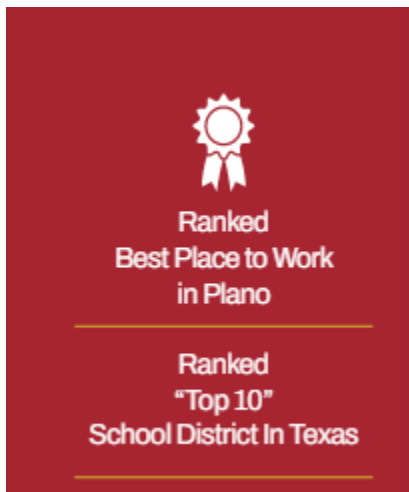 Ranked
Best Place to Work
in Plano
Ranked
“Top 10”
School District In Texas